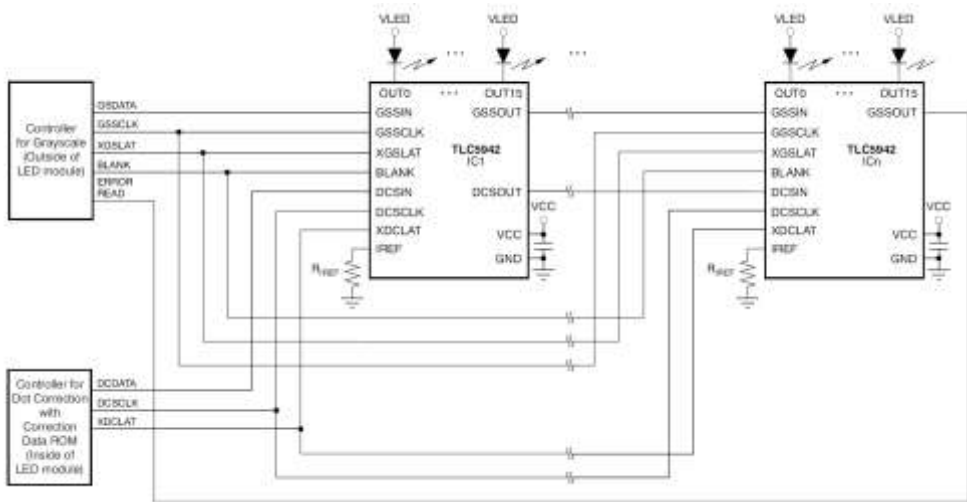 VLED VLED VLED VLED
... ... ...
OUT0 ... OUT15 OUT0 ... OUT15
Controller
for Grayscale
(Outside of
LED module)
GSDATA
GSSCLK
XGSLAT
BLANK
ERROR
READ
GSSIN GSSOUT
GSSCLK
XGSLAT
BLANK
DCSIN DCSOUT
DCSCLK
XDCLAT
IREF
TLC5942
IC1
VCC
VCC
GND
RIREF
GSSIN GSSOUT
GSSCLK
XGSLAT
BLANK
DCSIN
DCSCLK
XDCLAT
IREF
TLC5942
ICn
VCC
VCC
GND
RIREF
Controller for
Dot Correction
with
Correction
Data ROM
(Inside of
LED module)
DCDATA
DCSCLK
XDCLAT